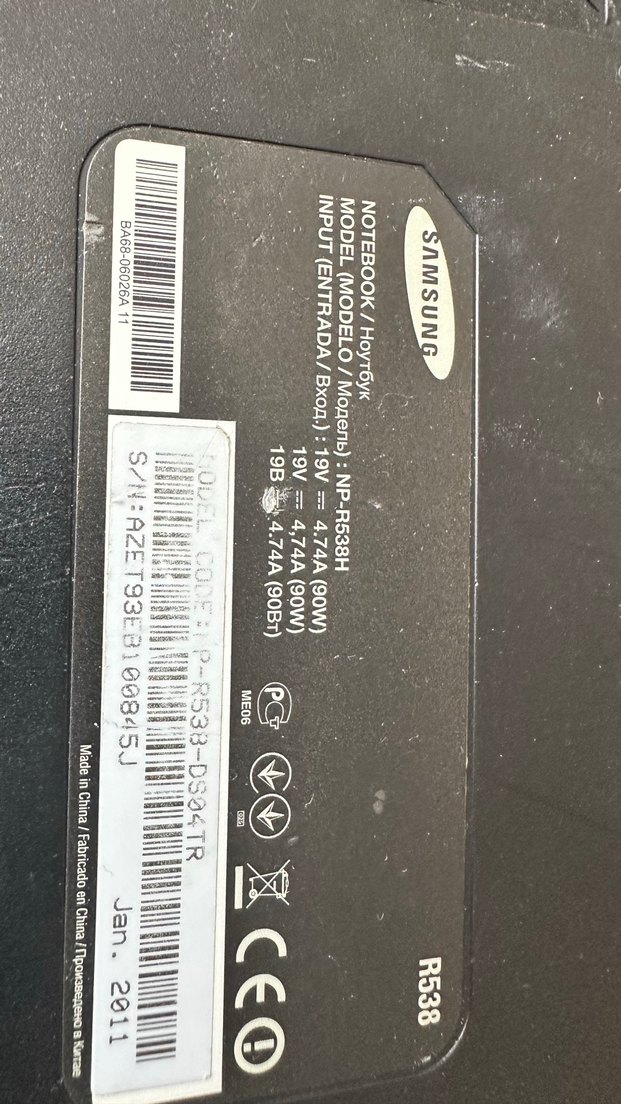 SAMSUNG
R538
NOTEBOOK / Ноутбук
MODEL (MODELO / Модель) : NP-R538H
INPUT (ENTRADA / Вход.) : 19V ⎓ 4.74A (90W)
19V ⎓ 4,74A (90W)
19В 4.74A (90Вт)
ME06
BA68-06026A 11
MODEL CODE:NP-R538-DS04TR
S/N:AZET93EB100845J
Jan. 2011
Made in China / Fabricado en China / Произведено в Китае